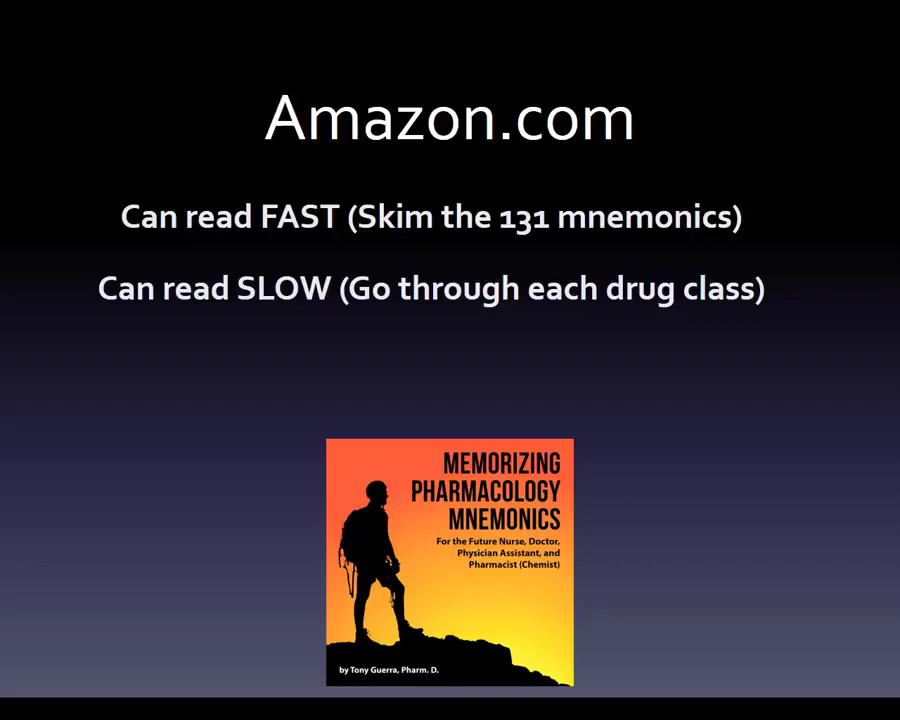 Amazon.com
Can read FAST (Skim the 131 mnemonics)
Can read SLOW (Go through each drug class)
MEMORIZING
PHARMACOLOGY
MNEMONICS
For the Future Nurse, Doctor,
Physician Assistant, and
Pharmacist (Chemist)
by Tony Guerra, Pharm. D.